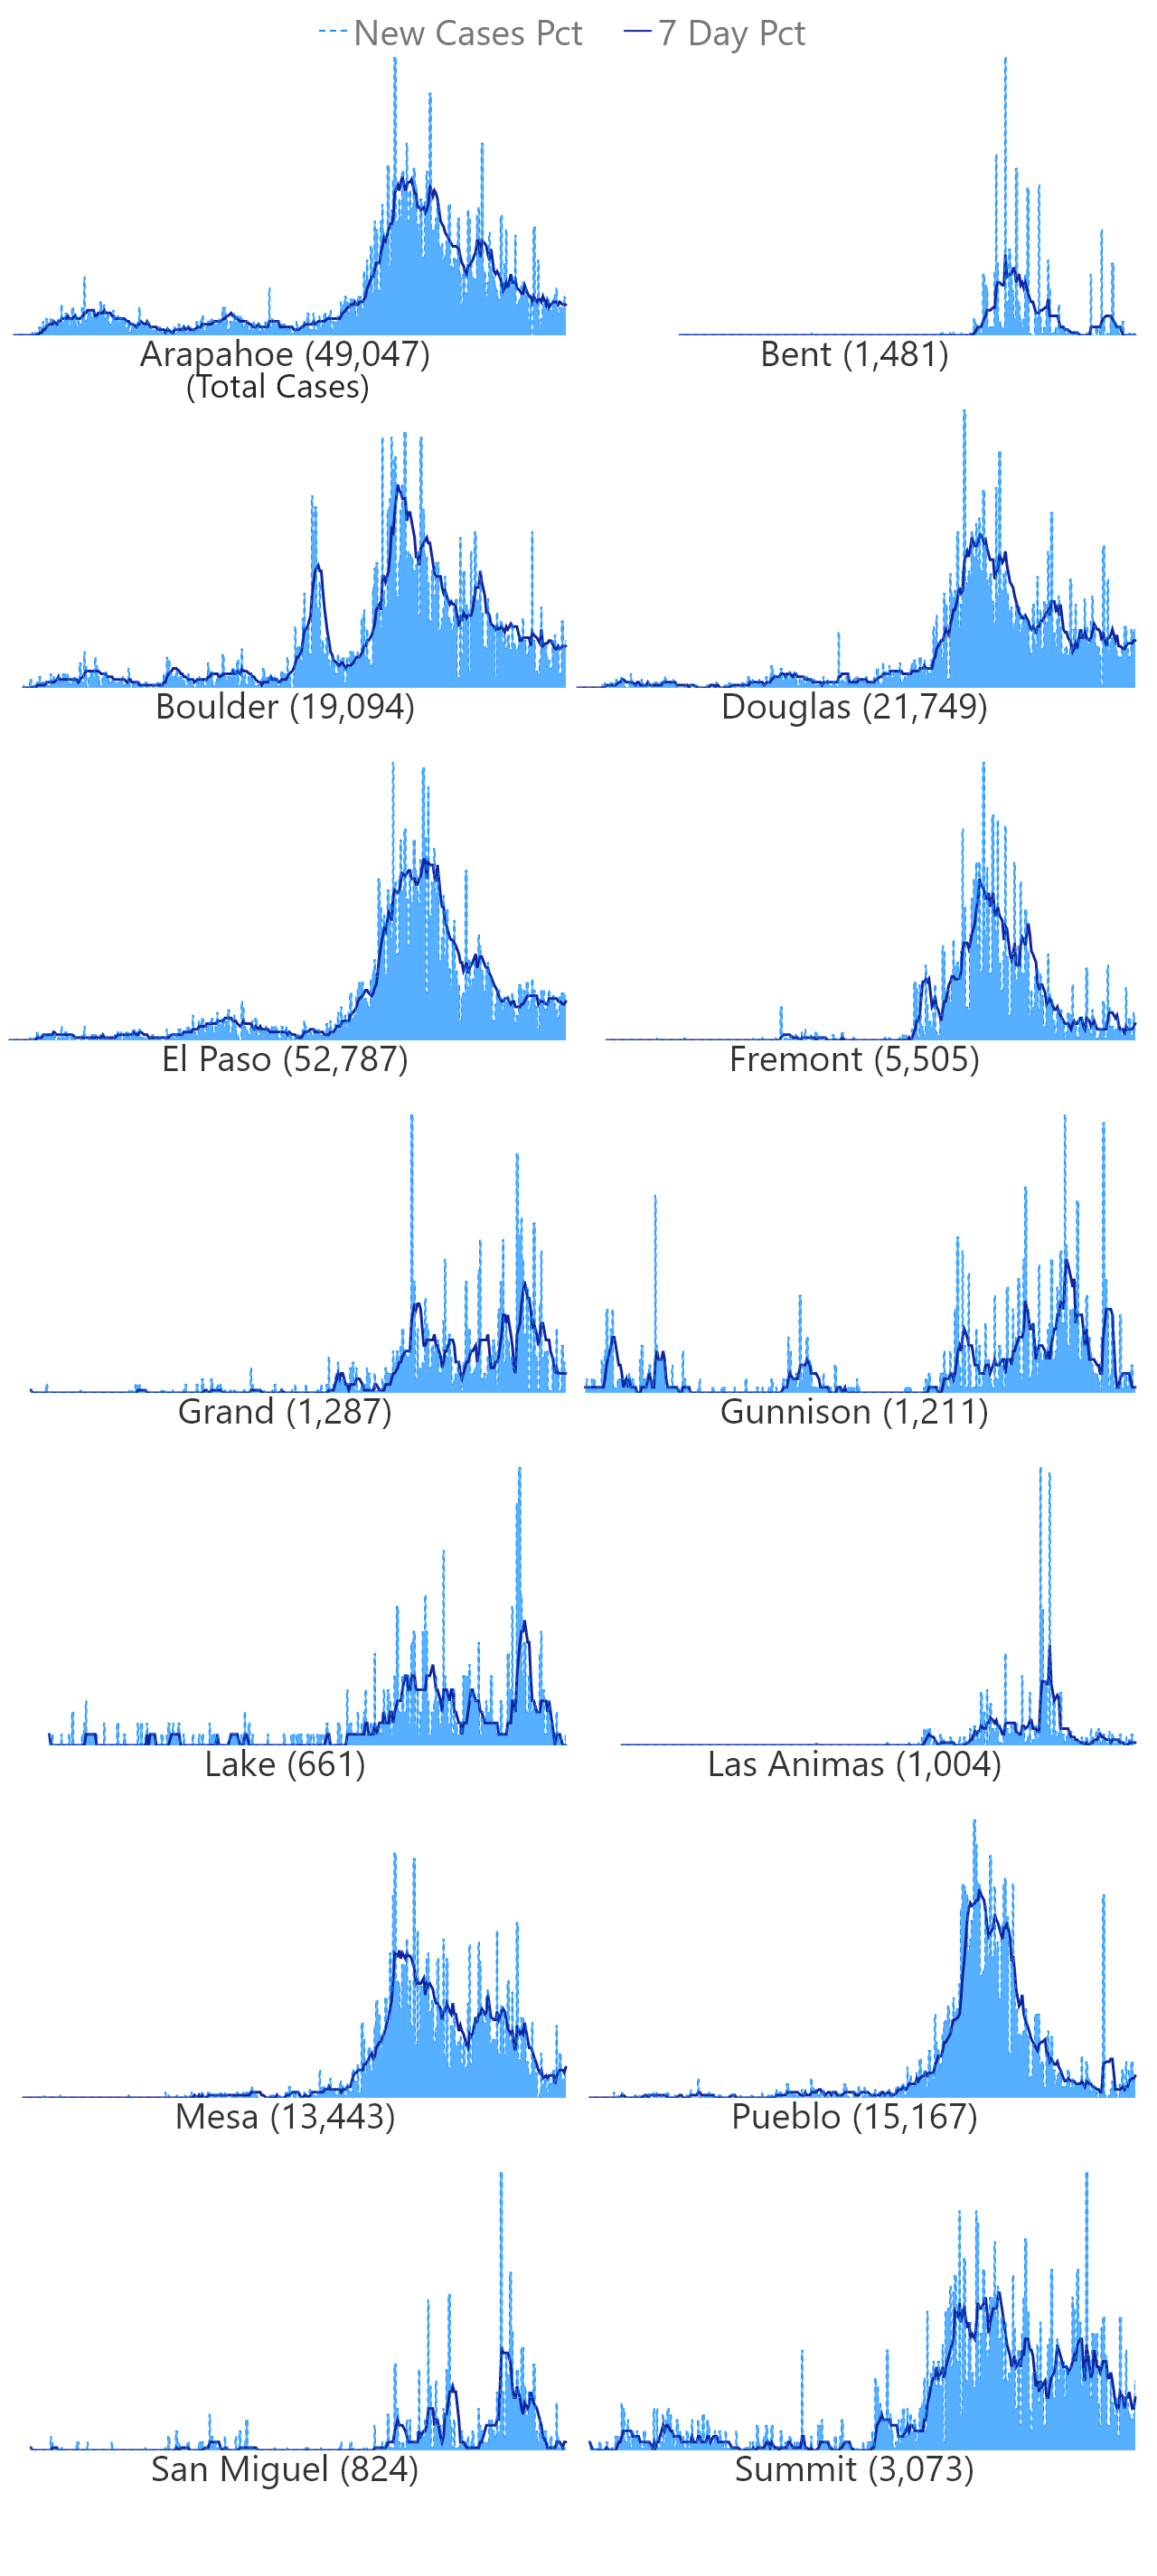 New Cases Pct 7 Day Pct
Arapahoe (49,047)
(Total Cases)
Bent (1,481)
Boulder (19,094)
Douglas (21,749)
El Paso (52,787)
Fremont (5,505)
Grand (1,287)
Gunnison (1,211)
Lake (661)
Las Animas (1,004)
Mesa (13,443)
Pueblo (15,167)
San Miguel (824)
Summit (3,073)